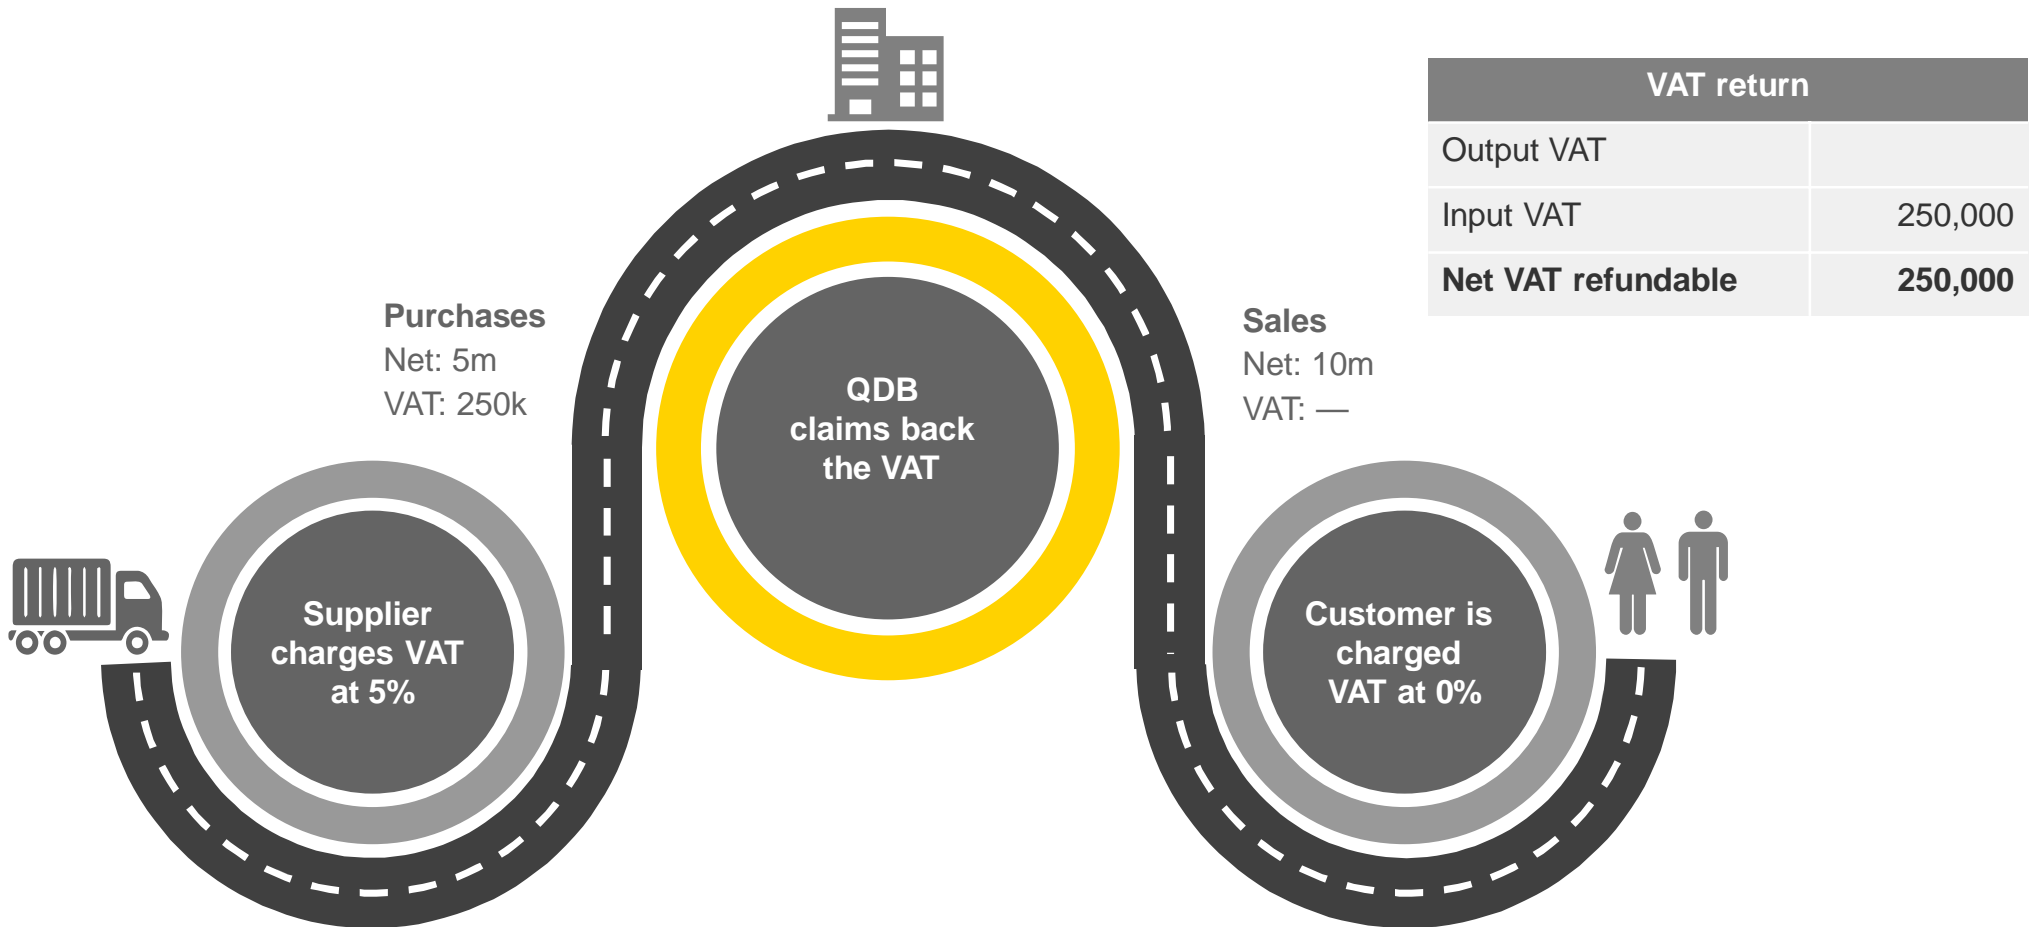 VAT return
Output VAT
Input VAT 250,000
Net VAT refundable 250,000
Purchases
Net: 5m
VAT: 250k
Sales
Net: 10m
VAT: —
QDB
claims back
the VAT
Supplier
charges VAT
at 5%
Customer is
charged
VAT at 0%